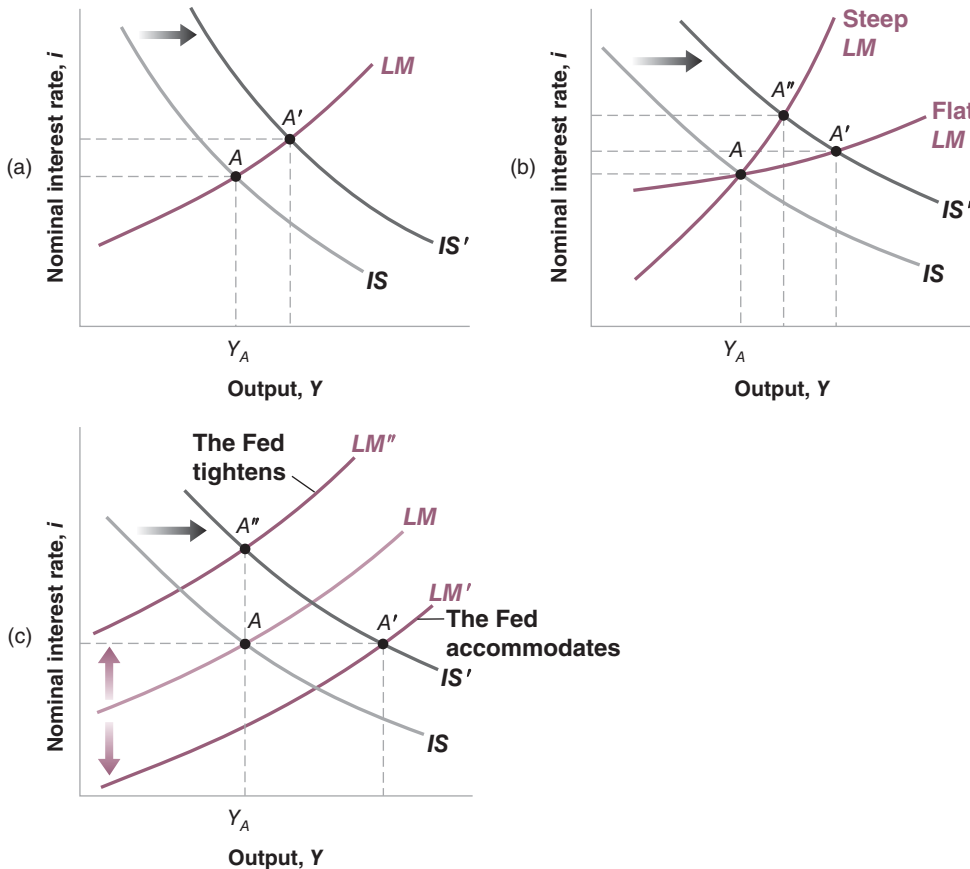 (a)
Nominal interest rate, i
LM
A′
A
IS′
IS
Y_A
Output, Y
(b)
Nominal interest rate, i
Steep
LM
A″
Flat
LM
A′
A
IS′
IS
Y_A
Output, Y
(c)
Nominal interest rate, i
The Fed
tightens
LM″
A″
LM
LM′
A
A′
The Fed
accommodates
IS′
IS
Y_A
Output, Y